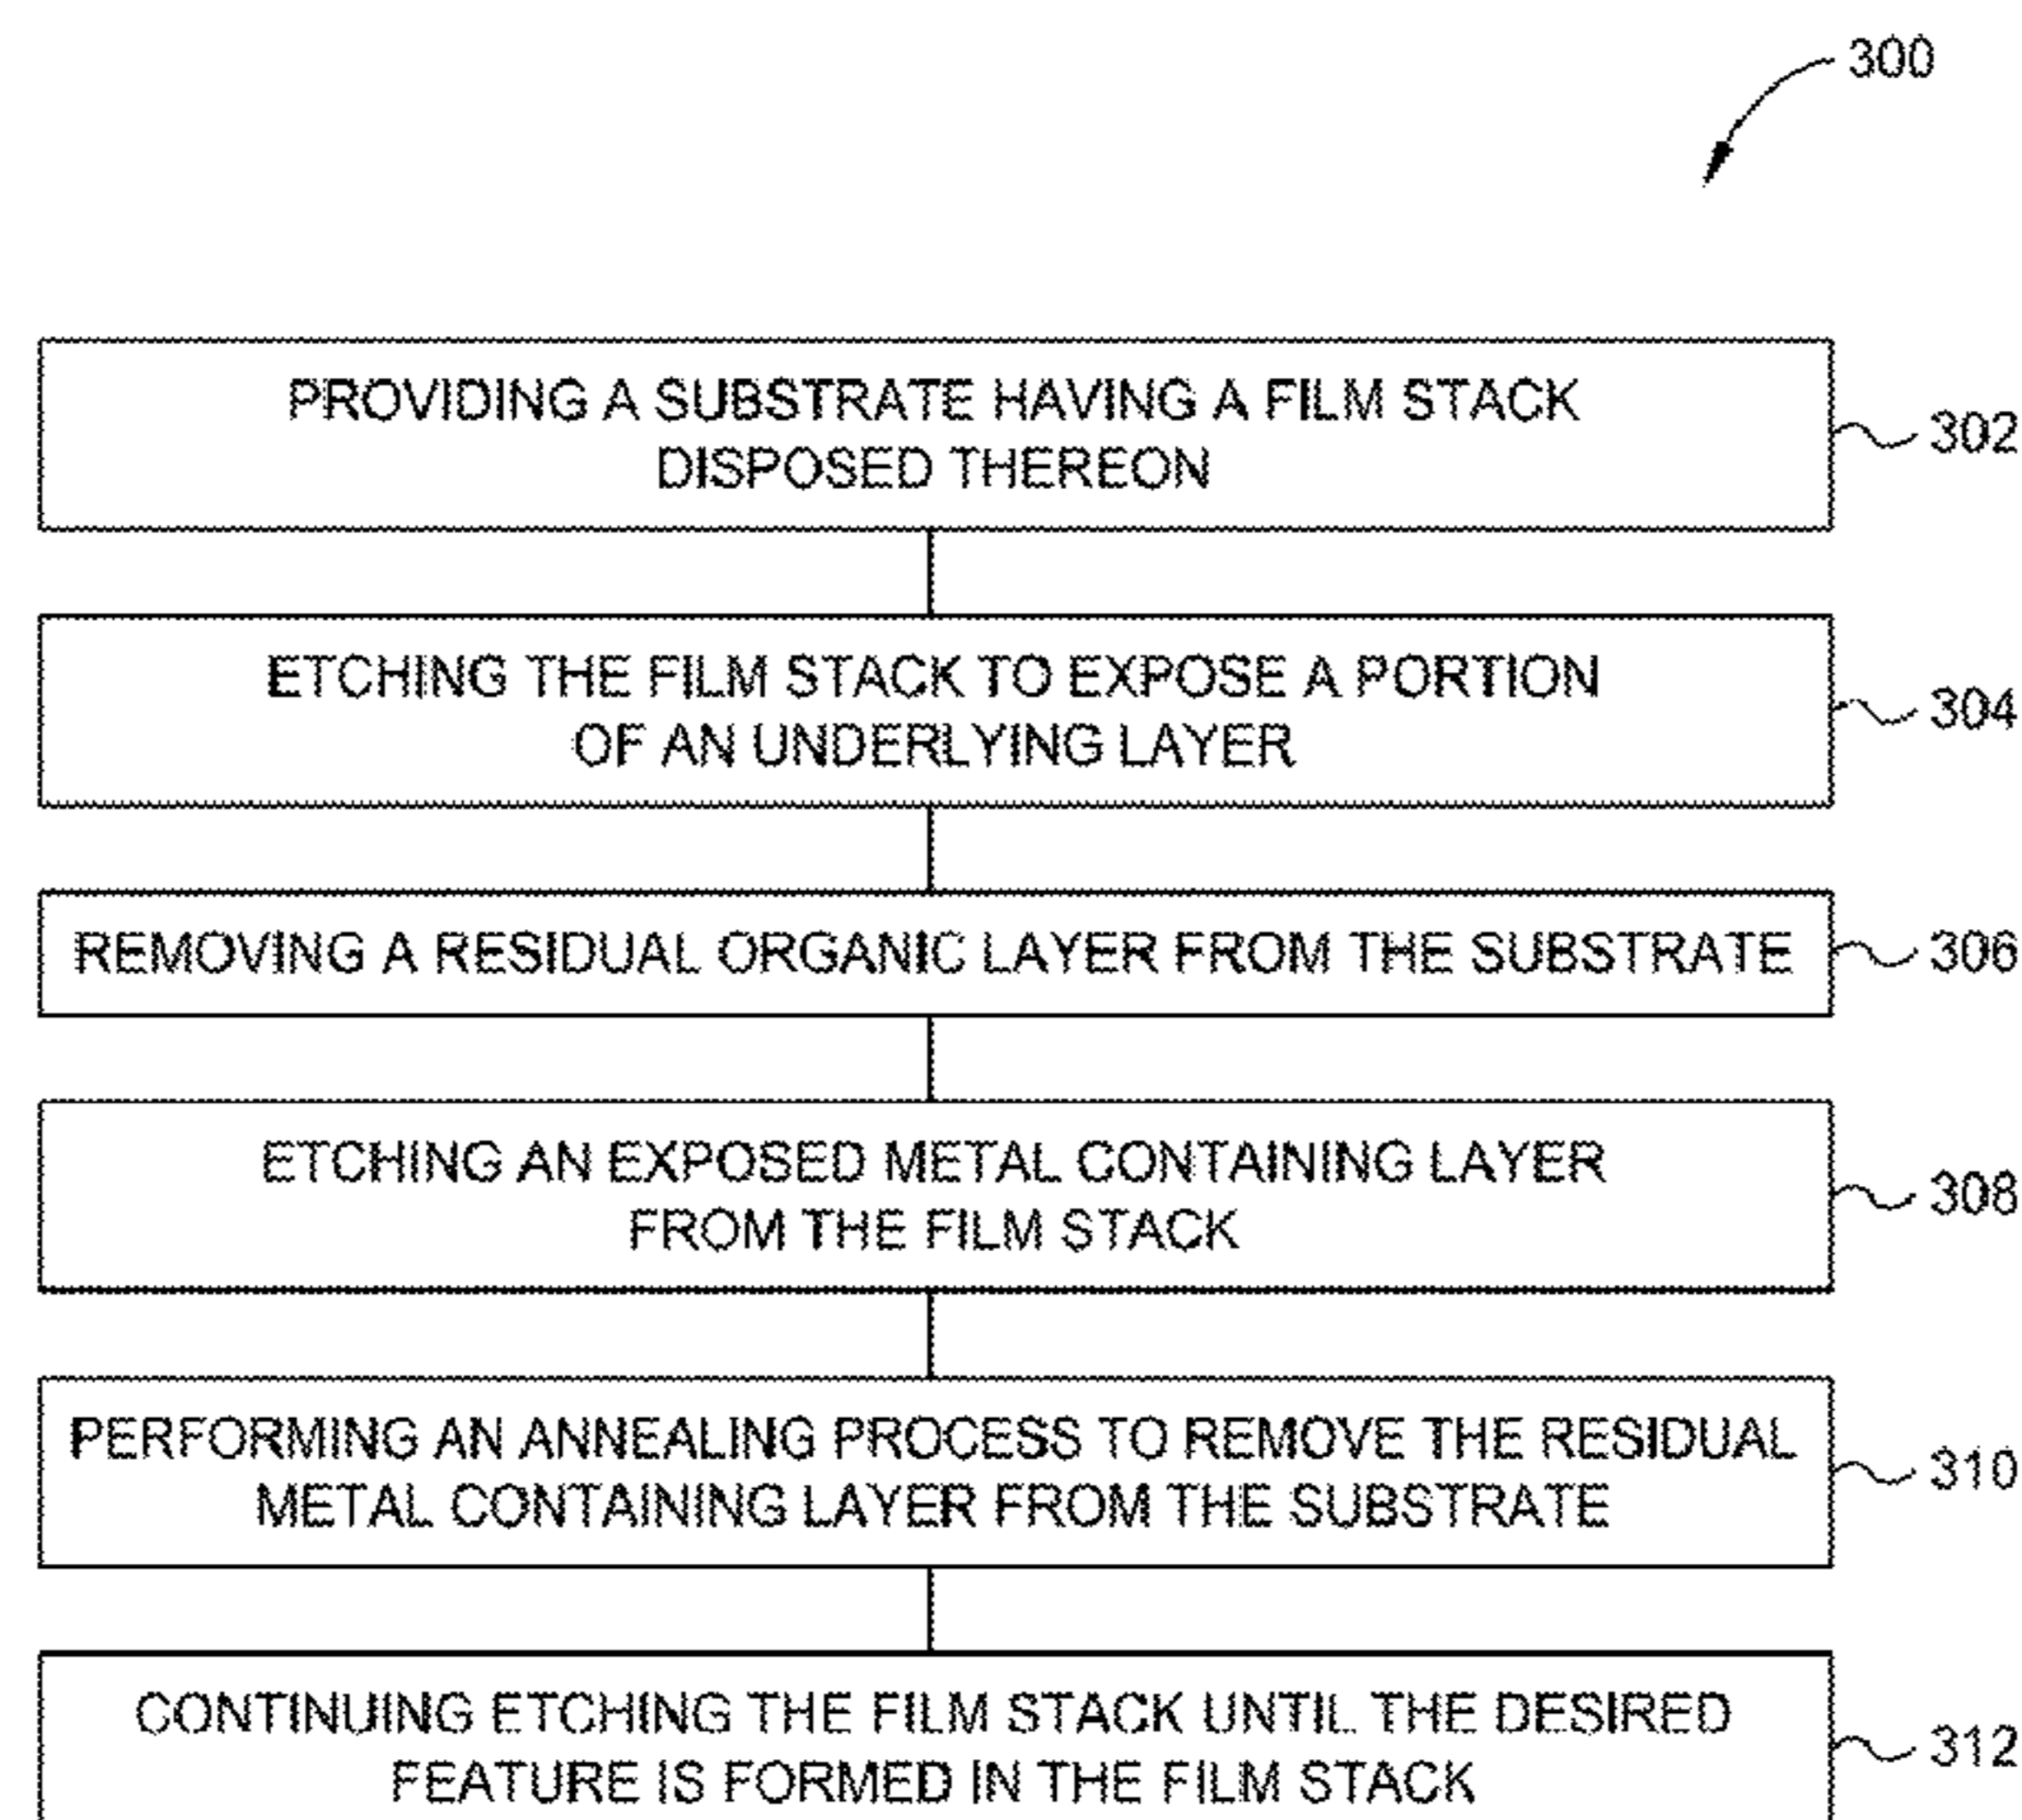 300
PROVIDING A SUBSTRATE HAVING A FILM STACK
DISPOSED THEREON
302
ETCHING THE FILM STACK TO EXPOSE A PORTION
OF AN UNDERLYING LAYER
304
REMOVING A RESIDUAL ORGANIC LAYER FROM THE SUBSTRATE
306
ETCHING AN EXPOSED METAL CONTAINING LAYER
FROM THE FILM STACK
308
PERFORMING AN ANNEALING PROCESS TO REMOVE THE RESIDUAL
METAL CONTAINING LAYER FROM THE SUBSTRATE
310
CONTINUING ETCHING THE FILM STACK UNTIL THE DESIRED
FEATURE IS FORMED IN THE FILM STACK
312